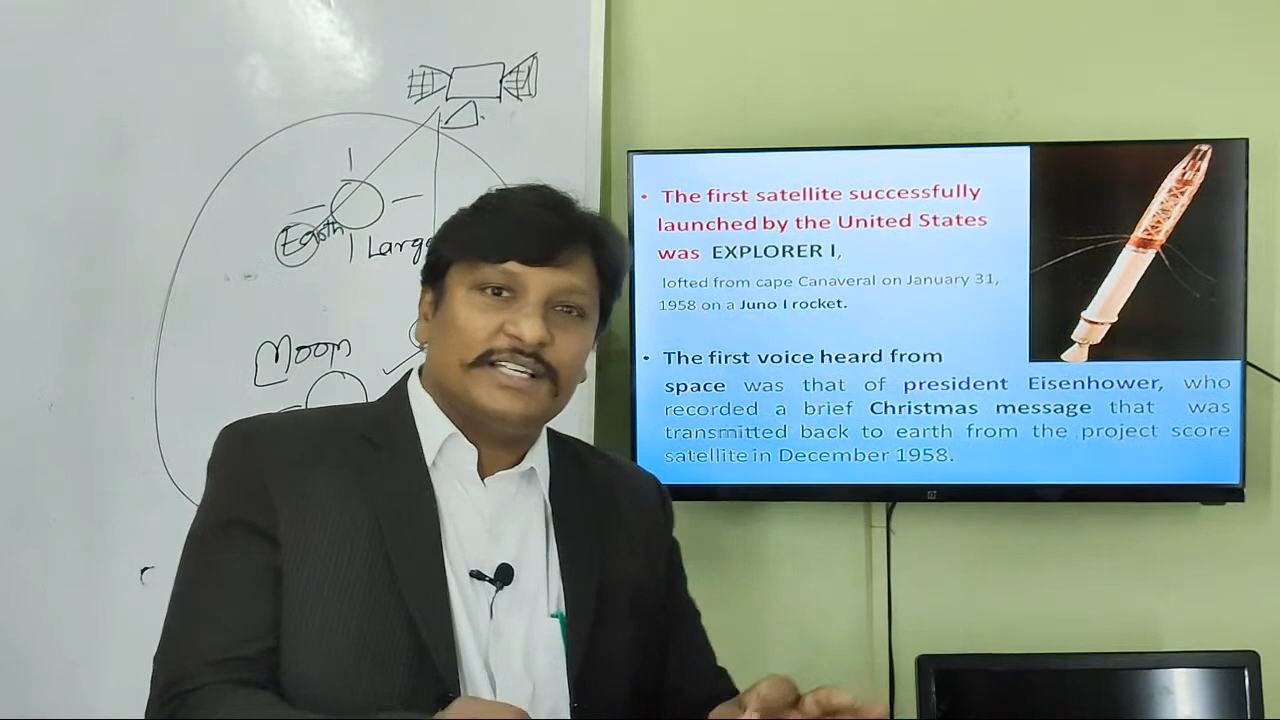 Earth
Large
Moon
• The first satellite successfully
launched by the United States
was EXPLORER I,
lofted from cape Canaveral on January 31,
1958 on a Juno I rocket.
• The first voice heard from
space was that of president Eisenhower, who
recorded a brief Christmas message that was
transmitted back to earth from the project score
satellite in December 1958.